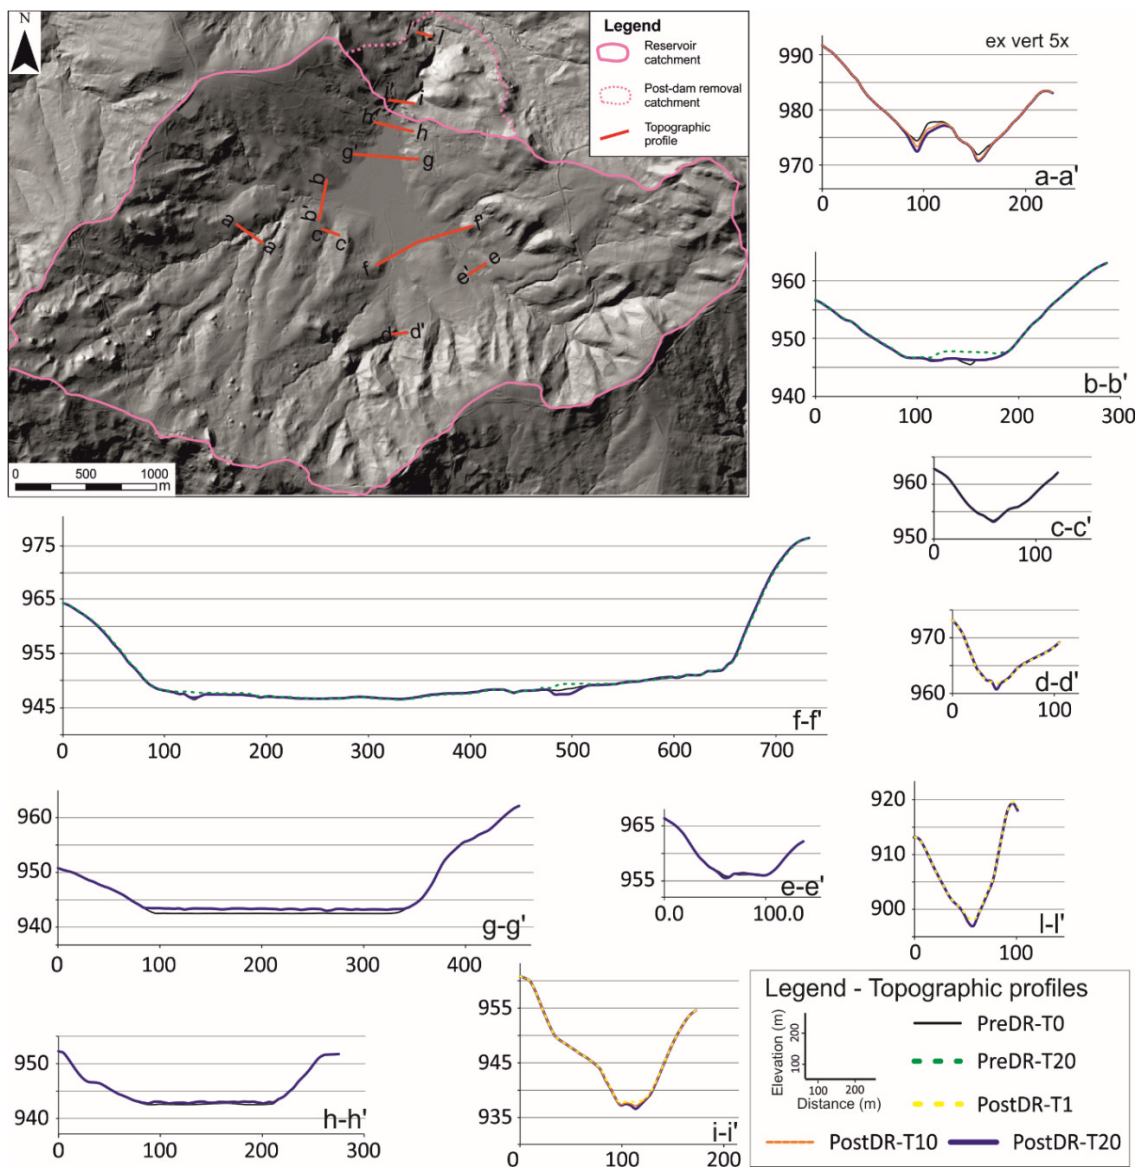 N
Legend
Reservoir
catchment
Post-dam removal
catchment
Topographic
profile
l' l
i' i
h' h
g' g
b
b'
a
a
c c
f'
f
e' e
d d'
0 500 1000
m
ex vert 5x
990
980
970
a-a'
0 100 200
960
950
940
b-b'
0 100 200 300
960
950
c-c'
0 100
975
965
955
945
f-f'
0 100 200 300 400 500 600 700
970
960
d-d'
0 100
960
950
940
g-g'
0 100 200 300 400
965
955
e-e'
0.0 100.0
920
910
900
l-l'
0 100
950
940
h-h'
0 100 200 300
955
945
935
i-i'
0 100 200
Legend - Topographic profiles
Elevation (m)
200
100
100 200
Distance (m)
PreDR-T0
PreDR-T20
PostDR-T1
PostDR-T10 PostDR-T20